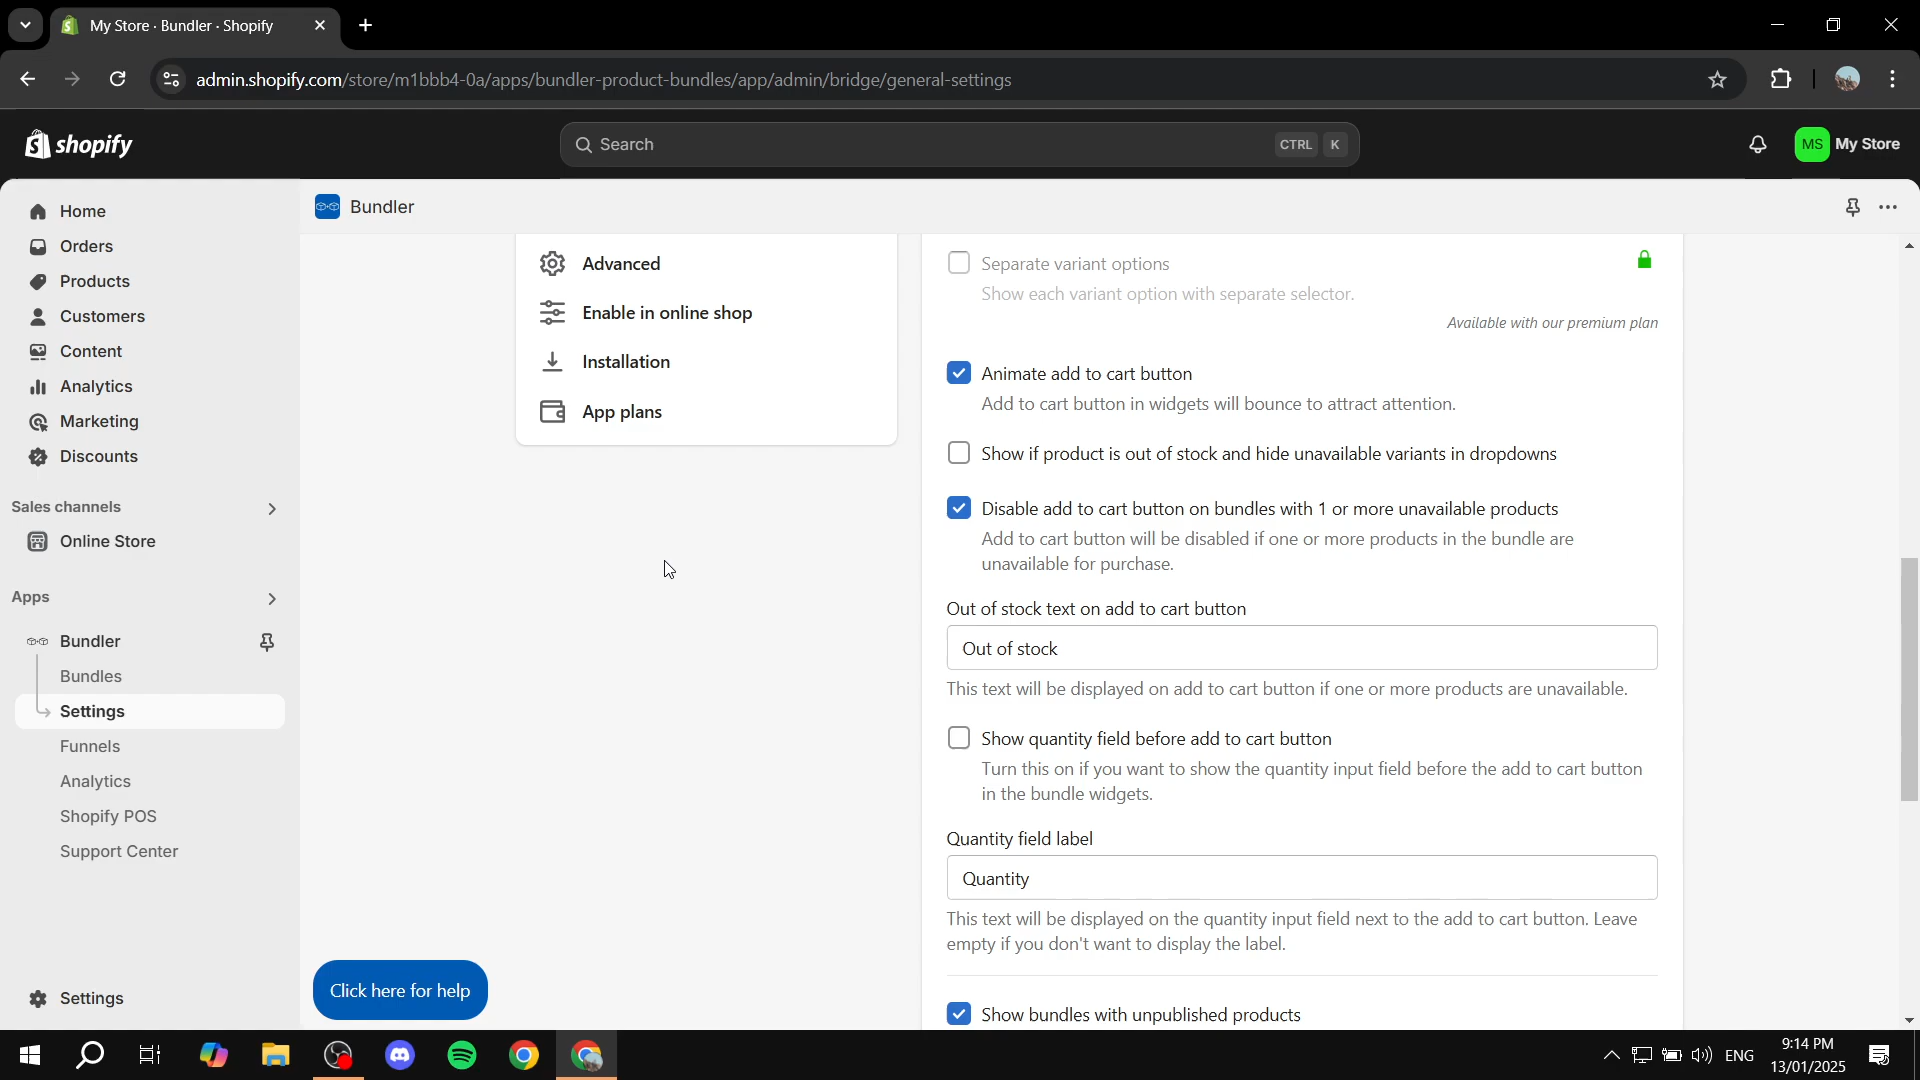 My Store · Bundler · Shopify
admin.shopify.com/store/m1bbb4-0a/apps/bundler-product-bundles/app/admin/bridge/general-settings
shopify
Search
CTRL K
MS My Store
Home
Orders
Products
Customers
Content
Analytics
Marketing
Discounts
Sales channels
Online Store
Apps
Bundler
Bundles
Settings
Funnels
Analytics
Shopify POS
Support Center
Settings
Bundler
Advanced
Enable in online shop
Installation
App plans
Click here for help
Separate variant options
Show each variant option with separate selector.
Available with our premium plan
Animate add to cart button
Add to cart button in widgets will bounce to attract attention.
Show if product is out of stock and hide unavailable variants in dropdowns
Disable add to cart button on bundles with 1 or more unavailable products
Add to cart button will be disabled if one or more products in the bundle are
unavailable for purchase.
Out of stock text on add to cart button
Out of stock
This text will be displayed on add to cart button if one or more products are unavailable.
Show quantity field before add to cart button
Turn this on if you want to show the quantity input field before the add to cart button
in the bundle widgets.
Quantity field label
Quantity
This text will be displayed on the quantity input field next to the add to cart button. Leave
empty if you don't want to display the label.
Show bundles with unpublished products
ENG
9:14 PM
13/01/2025